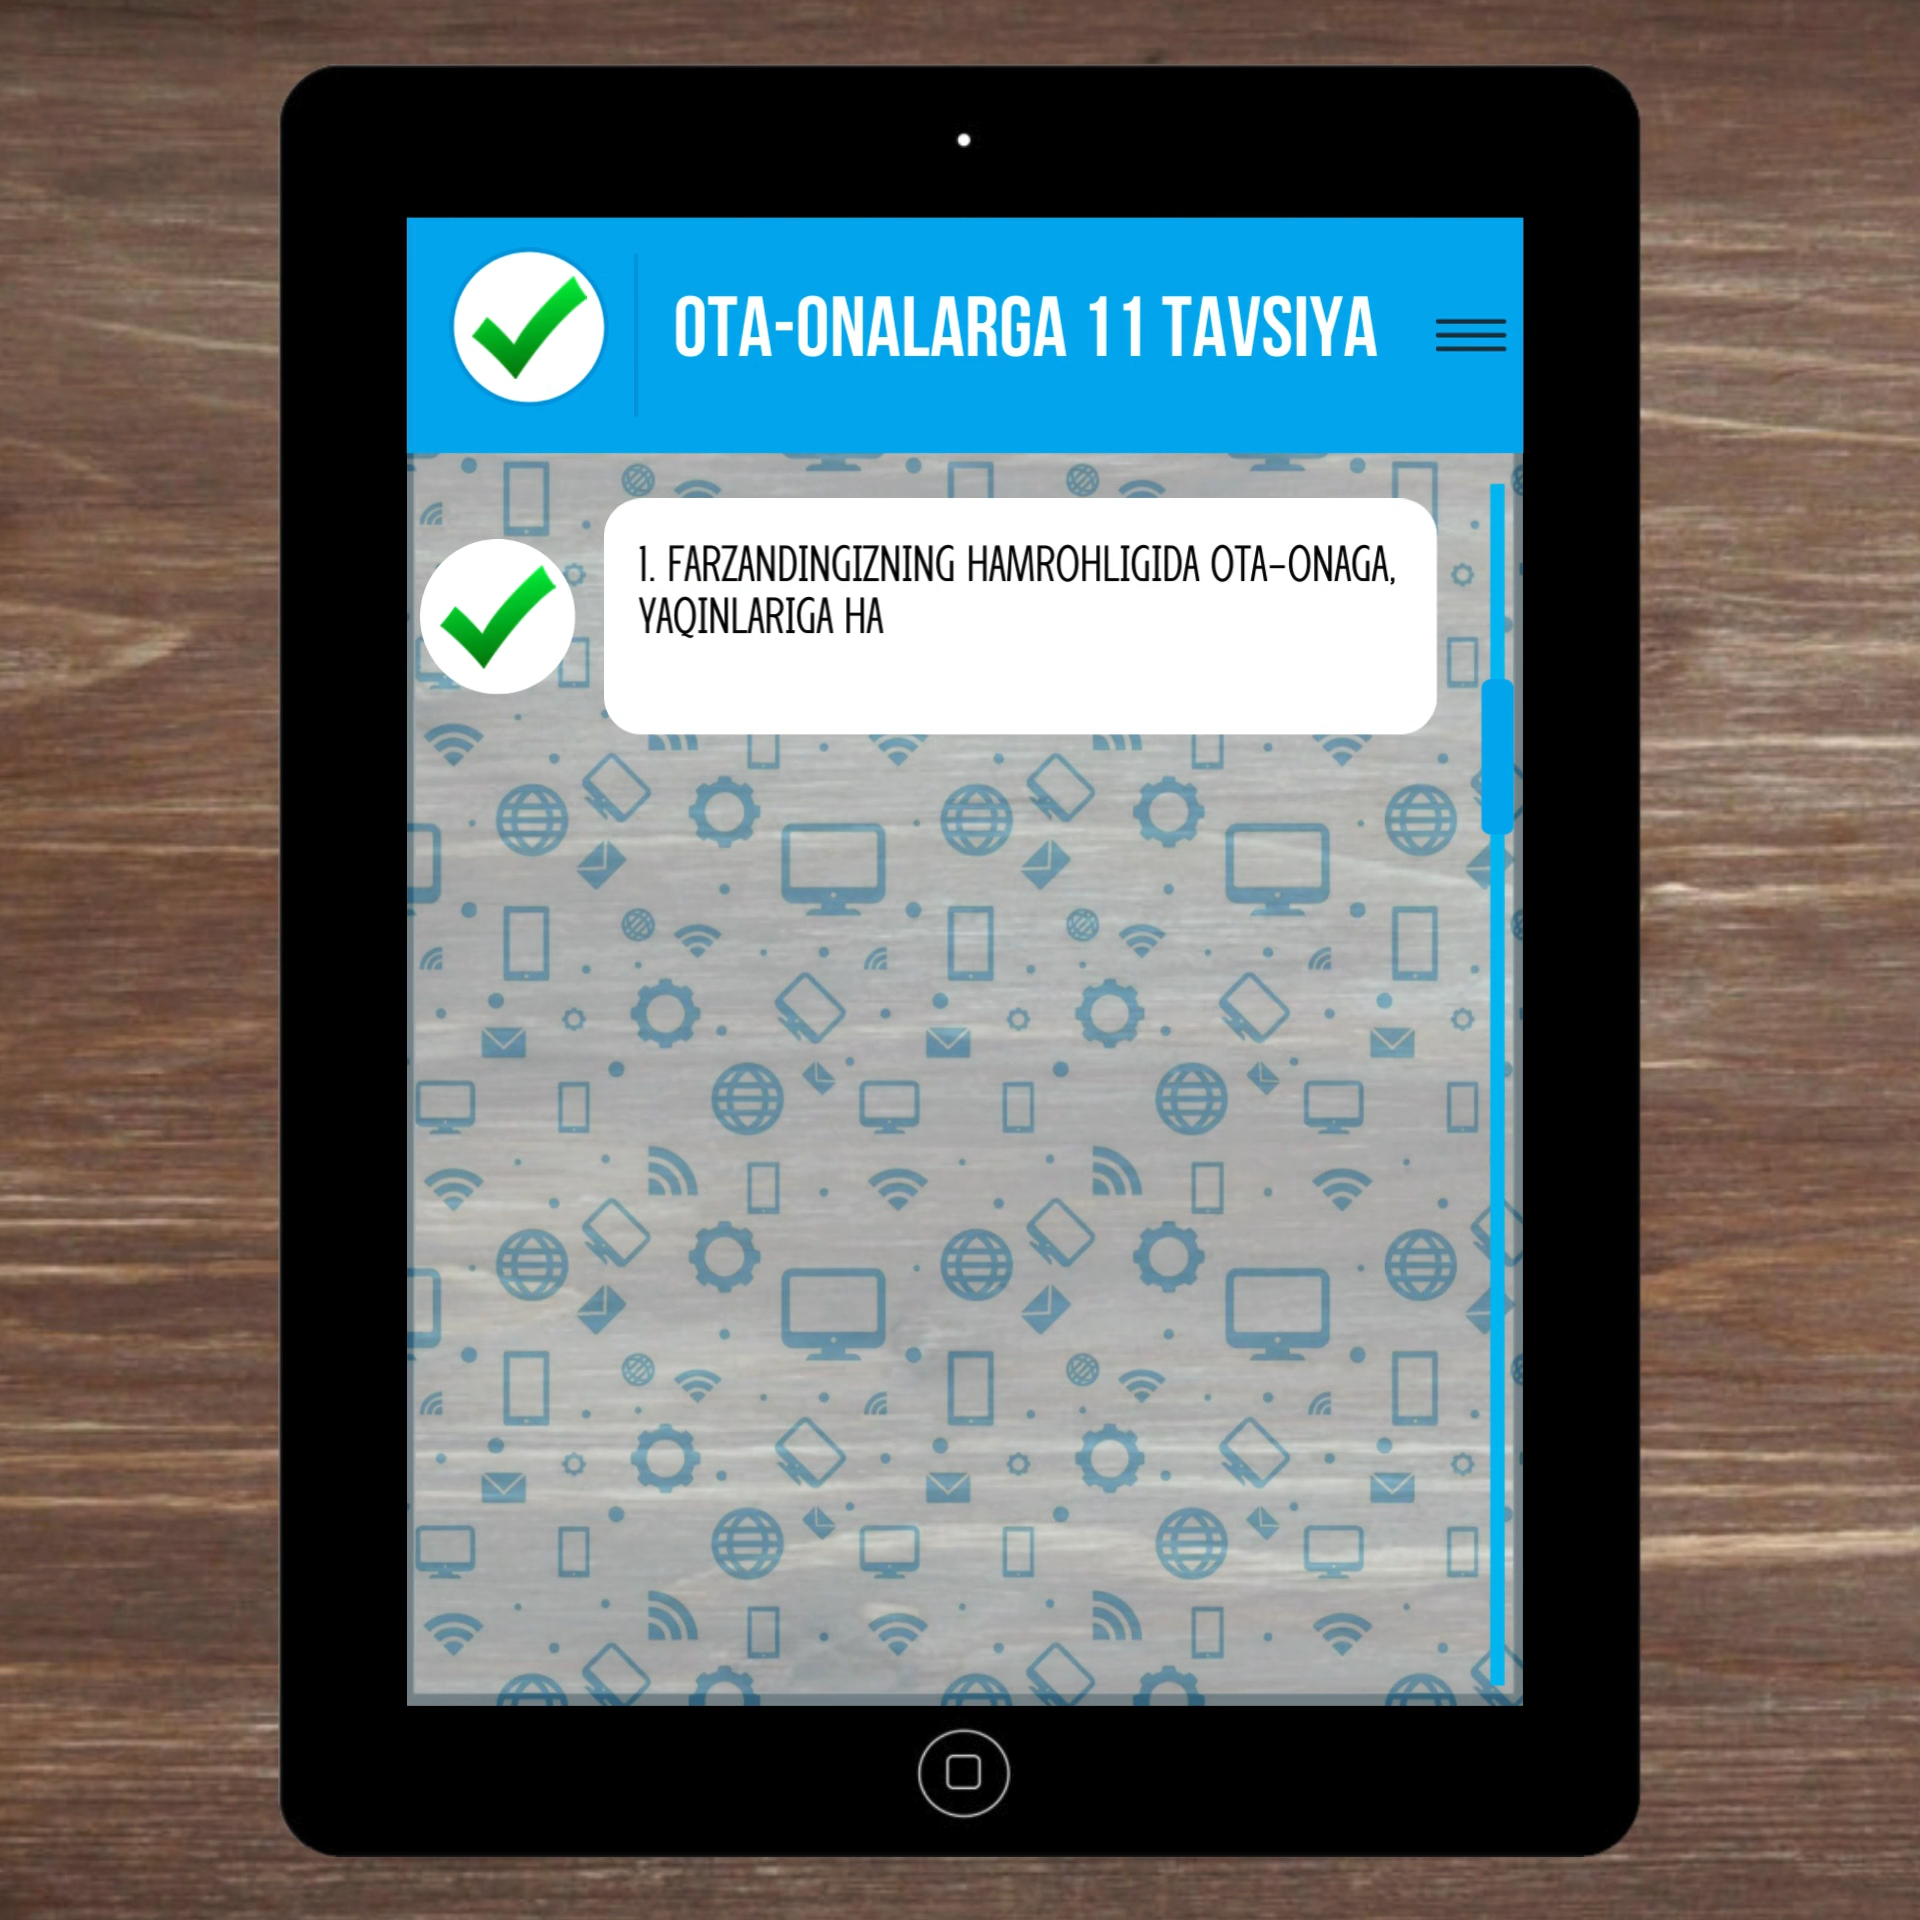 OTA-ONALARGA 11 TAVSIYA
1. FARZANDINGIZNING HAMROHLIGIDA OTA-ONAGA,
YAQINLARIGA HA